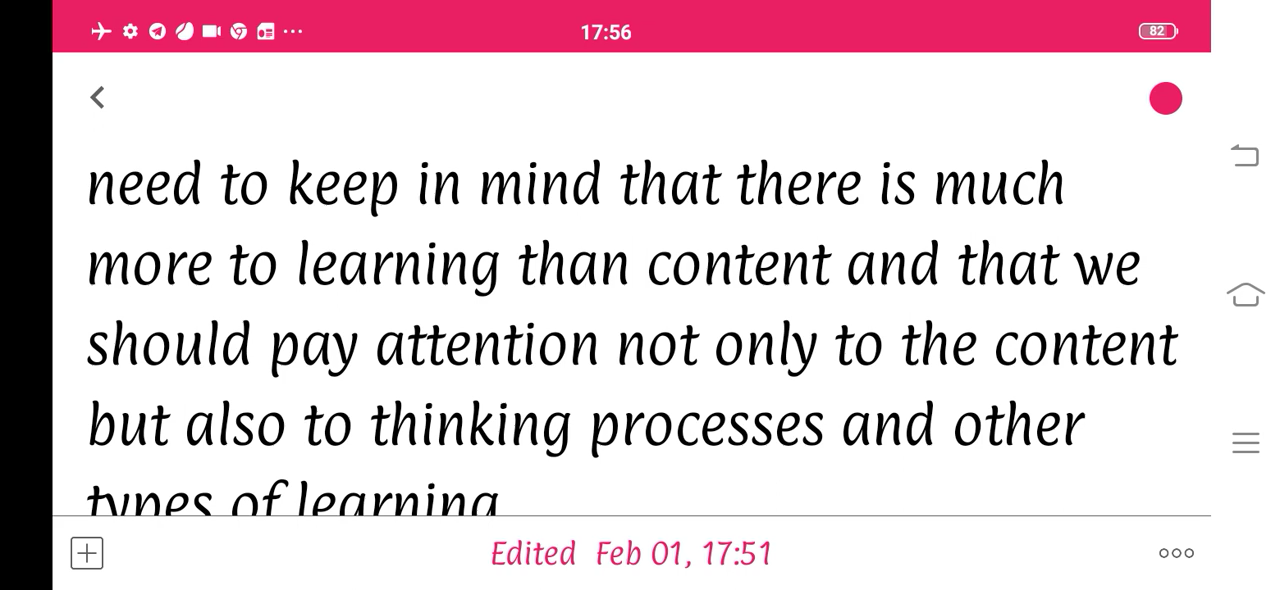 17:56
82
need to keep in mind that there is much
more to learning than content and that we
should pay attention not only to the content
but also to thinking processes and other
types of learning
Edited Feb 01, 17:51